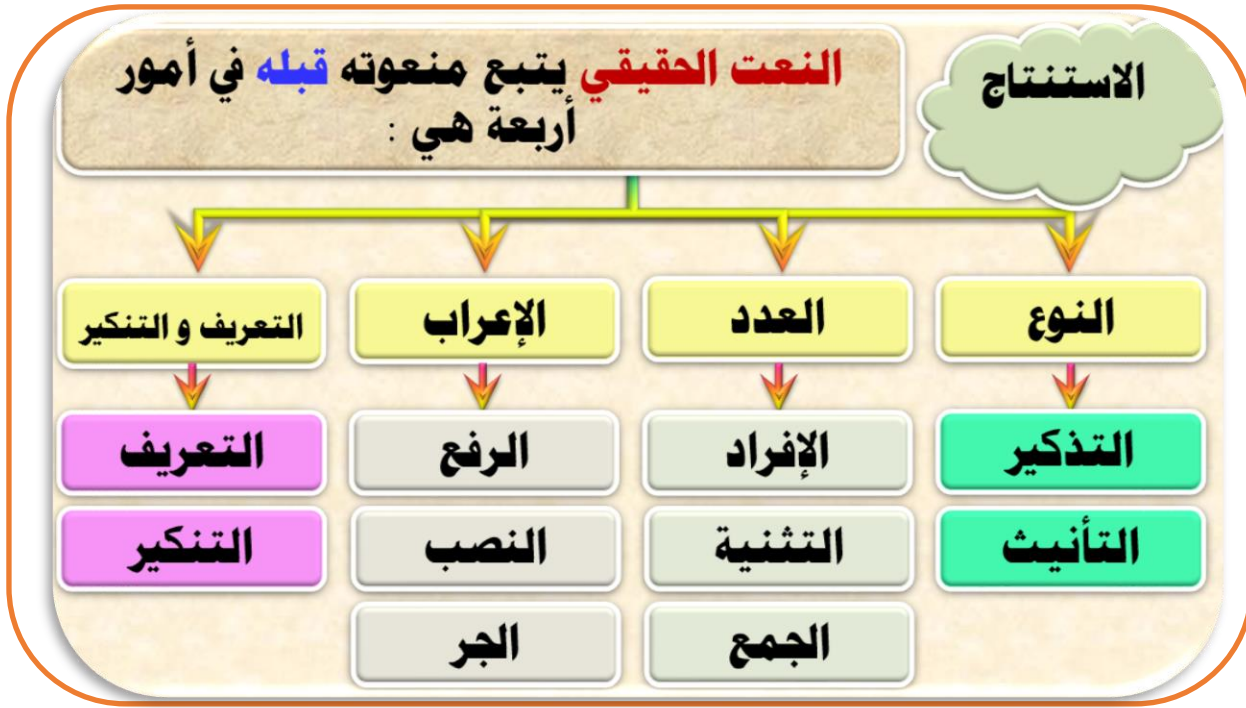 الاستنتاج
النعت الحقيقي يتبع منعوته قبله في أمور
أربعة هي :
النوع
العدد
الإعراب
التعريف و التنكير
التذكير
الإفراد
الرفع
التعريف
التأنيث
التثنية
النصب
التنكير
الجمع
الجر